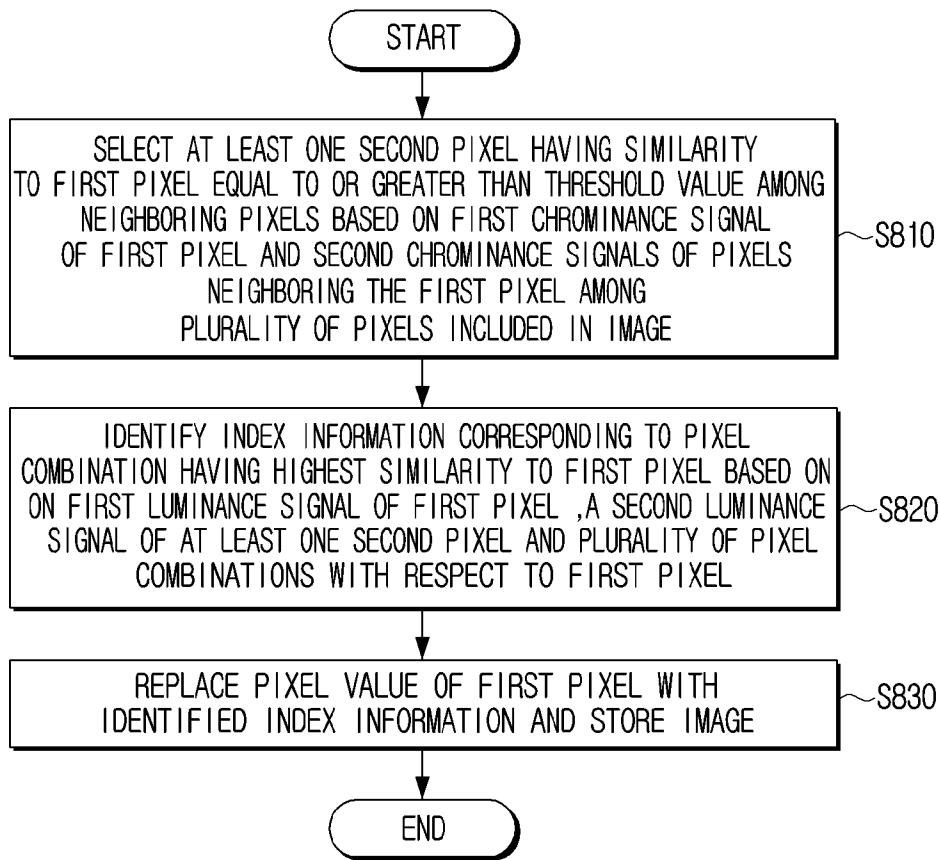 START
SELECT AT LEAST ONE SECOND PIXEL HAVING SIMILARITY
TO FIRST PIXEL EQUAL TO OR GREATER THAN THRESHOLD VALUE AMONG
NEIGHBORING PIXELS BASED ON FIRST CHROMINANCE SIGNAL
OF FIRST PIXEL AND SECOND CHROMINANCE SIGNALS OF PIXELS
NEIGHBORING THE FIRST PIXEL AMONG
PLURALITY OF PIXELS INCLUDED IN IMAGE
S810
IDENTIFY INDEX INFORMATION CORRESPONDING TO PIXEL
COMBINATION HAVING HIGHEST SIMILARITY TO FIRST PIXEL BASED ON
ON FIRST LUMINANCE SIGNAL OF FIRST PIXEL ,A SECOND LUMINANCE
SIGNAL OF AT LEAST ONE SECOND PIXEL AND PLURALITY OF PIXEL
COMBINATIONS WITH RESPECT TO FIRST PIXEL
S820
REPLACE PIXEL VALUE OF FIRST PIXEL WITH
IDENTIFIED INDEX INFORMATION AND STORE IMAGE
S830
END